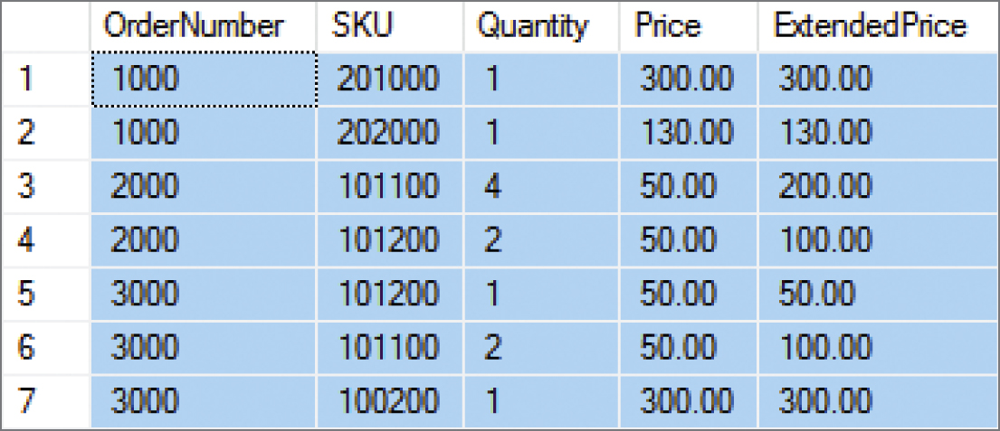 OrderNumber SKU Quantity Price ExtendedPrice
1 1000 201000 1 300.00 300.00
2 1000 202000 1 130.00 130.00
3 2000 101100 4 50.00 200.00
4 2000 101200 2 50.00 100.00
5 3000 101200 1 50.00 50.00
6 3000 101100 2 50.00 100.00
7 3000 100200 1 300.00 300.00